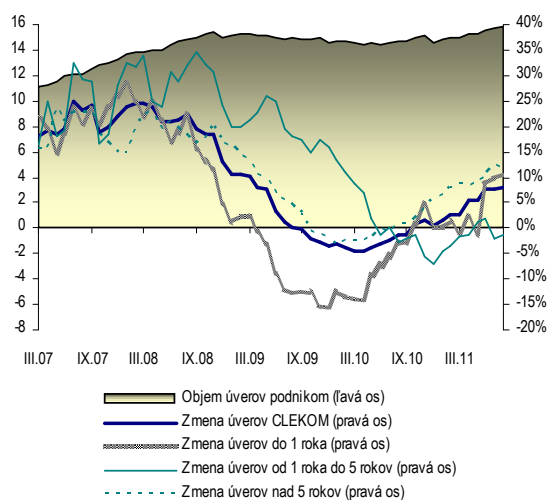 16 40%
14 35%
12 30%
10 25%
8 20%
6 15%
4 10%
2 5%
0 0%
-2 -5%
-4 -10%
-6 -15%
-8 -20%
III.07 IX.07 III.08 IX.08 III.09 IX.09 III.10 IX.10 III.11
Objem úverov podnikom (ľavá os)
Zmena úverov CLEKOM (pravá os)
Zmena úverov do 1 roka (pravá os)
Zmena úverov od 1 roka do 5 rokov (pravá os)
Zmena úverov nad 5 rokov (pravá os)